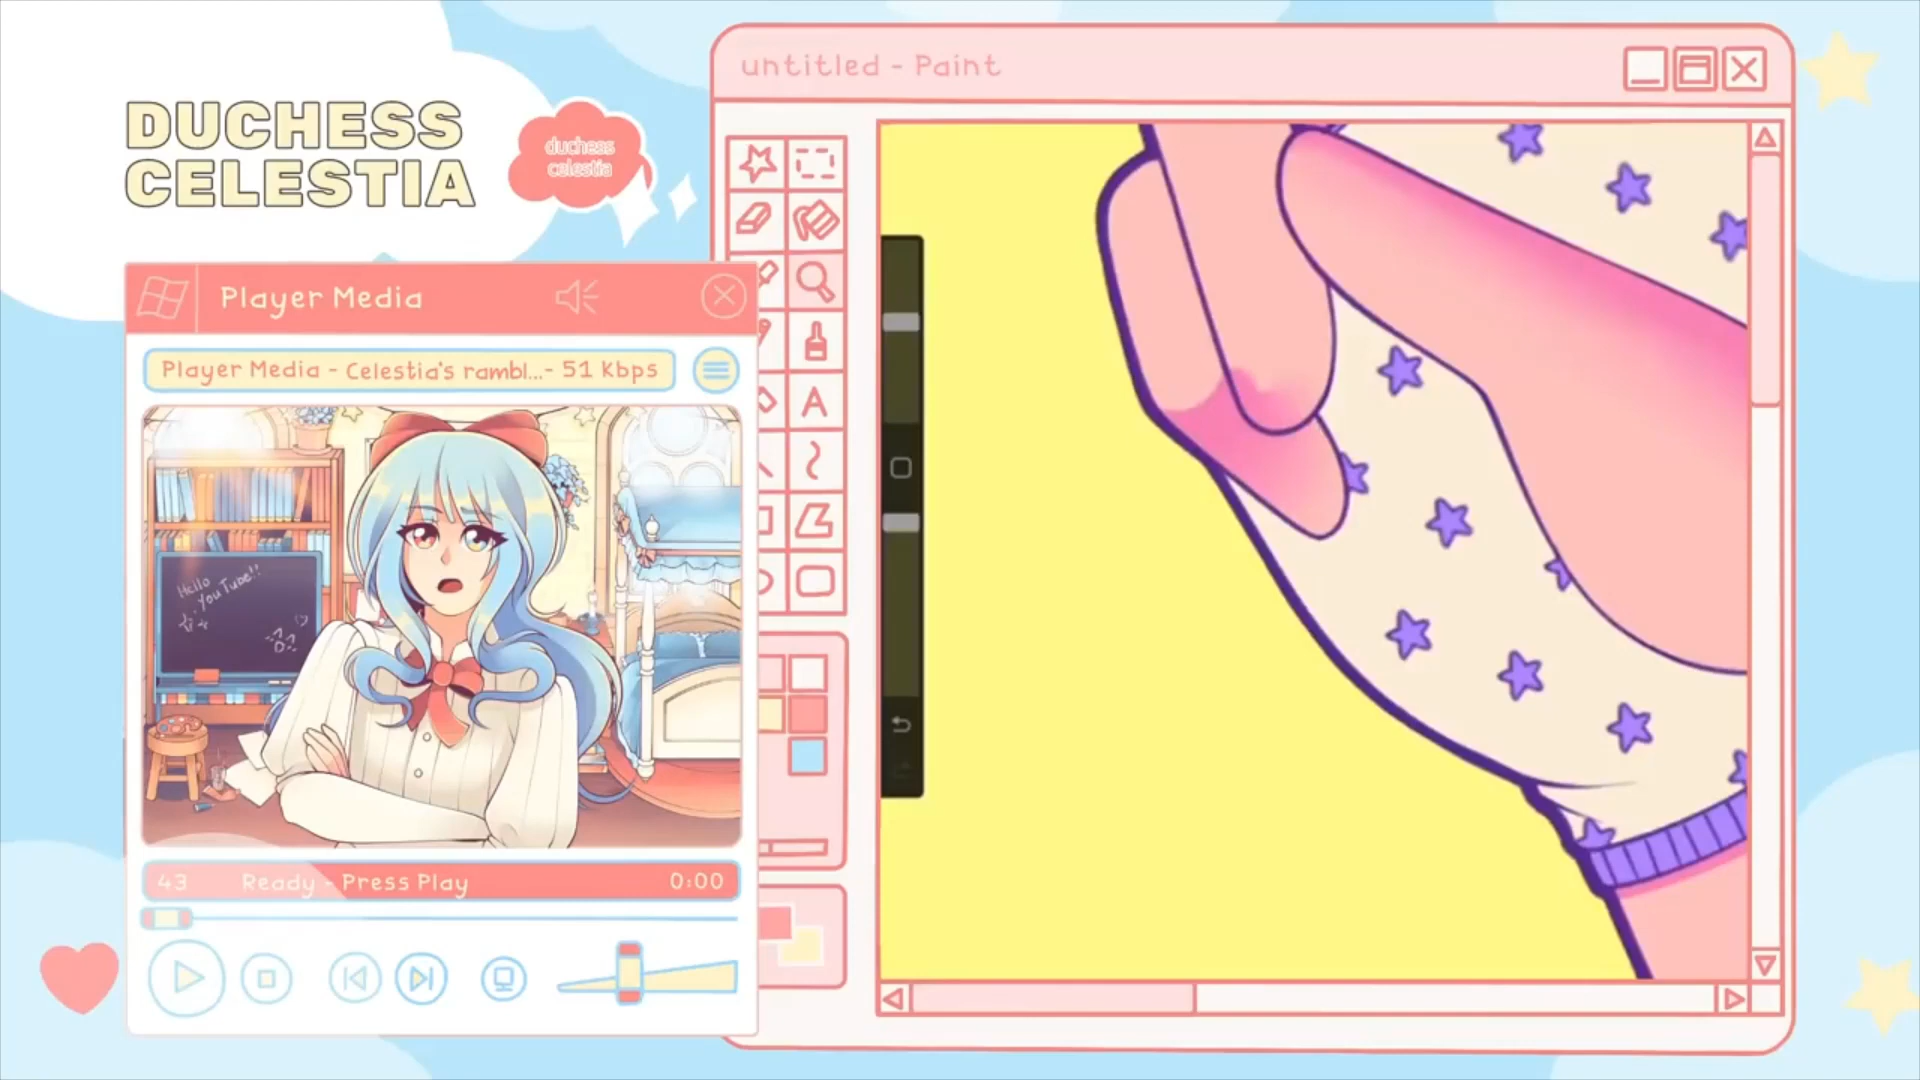 DUCHESS
CELESTIA
duchess
celestia
untitled - Paint
Player Media
Player Media - Celestia's rambl...- 51 Kbps
A
Hello
YouTube!!
43 Ready - Press Play 0:00